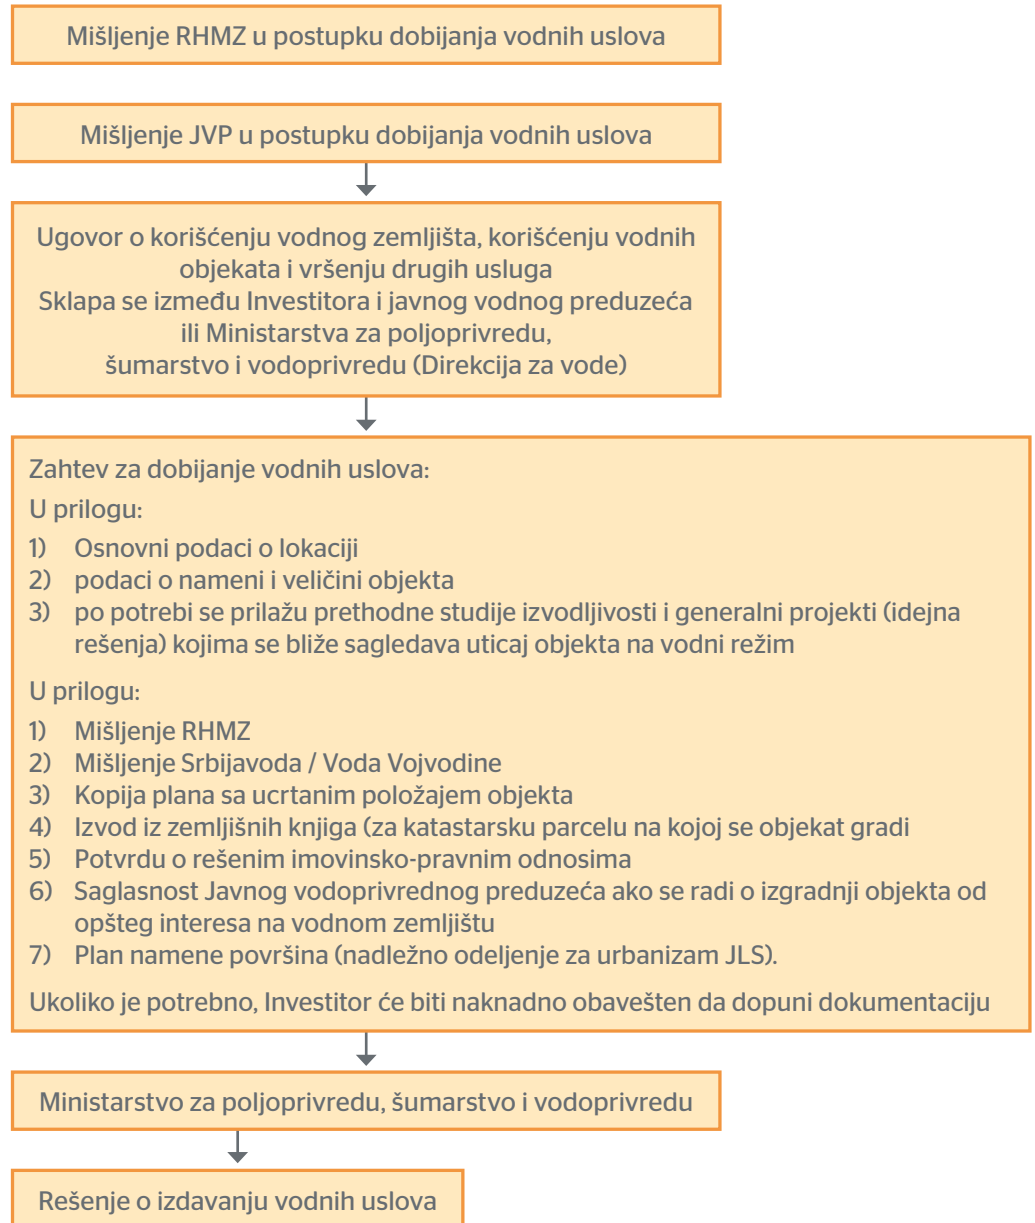 Mišljenje RHMZ u postupku dobijanja vodnih uslova
Mišljenje JVP u postupku dobijanja vodnih uslova
Ugovor o korišćenju vodnog zemljišta, korišćenju vodnih
objekata i vršenju drugih usluga
Sklapa se između Investitora i javnog vodnog preduzeća
ili Ministarstva za poljoprivredu,
šumarstvo i vodoprivredu (Direkcija za vode)
Zahtev za dobijanje vodnih uslova:
U prilogu:
1) Osnovni podaci o lokaciji
2) podaci o nameni i veličini objekta
3) po potrebi se prilažu prethodne studije izvodljivosti i generalni projekti (idejna
rešenja) kojima se bliže sagledava uticaj objekta na vodni režim
U prilogu:
1) Mišljenje RHMZ
2) Mišljenje Srbijavoda / Voda Vojvodine
3) Kopija plana sa ucrtanim položajem objekta
4) Izvod iz zemljišnih knjiga (za katastarsku parcelu na kojoj se objekat gradi
5) Potvrdu o rešenim imovinsko-pravnim odnosima
6) Saglasnost Javnog vodoprivrednog preduzeća ako se radi o izgradnji objekta od
opšteg interesa na vodnom zemljištu
7) Plan namene površina (nadležno odeljenje za urbanizam JLS).
Ukoliko je potrebno, Investitor će biti naknadno obavešten da dopuni dokumentaciju
Ministarstvo za poljoprivredu, šumarstvo i vodoprivredu
Rešenje o izdavanju vodnih uslova